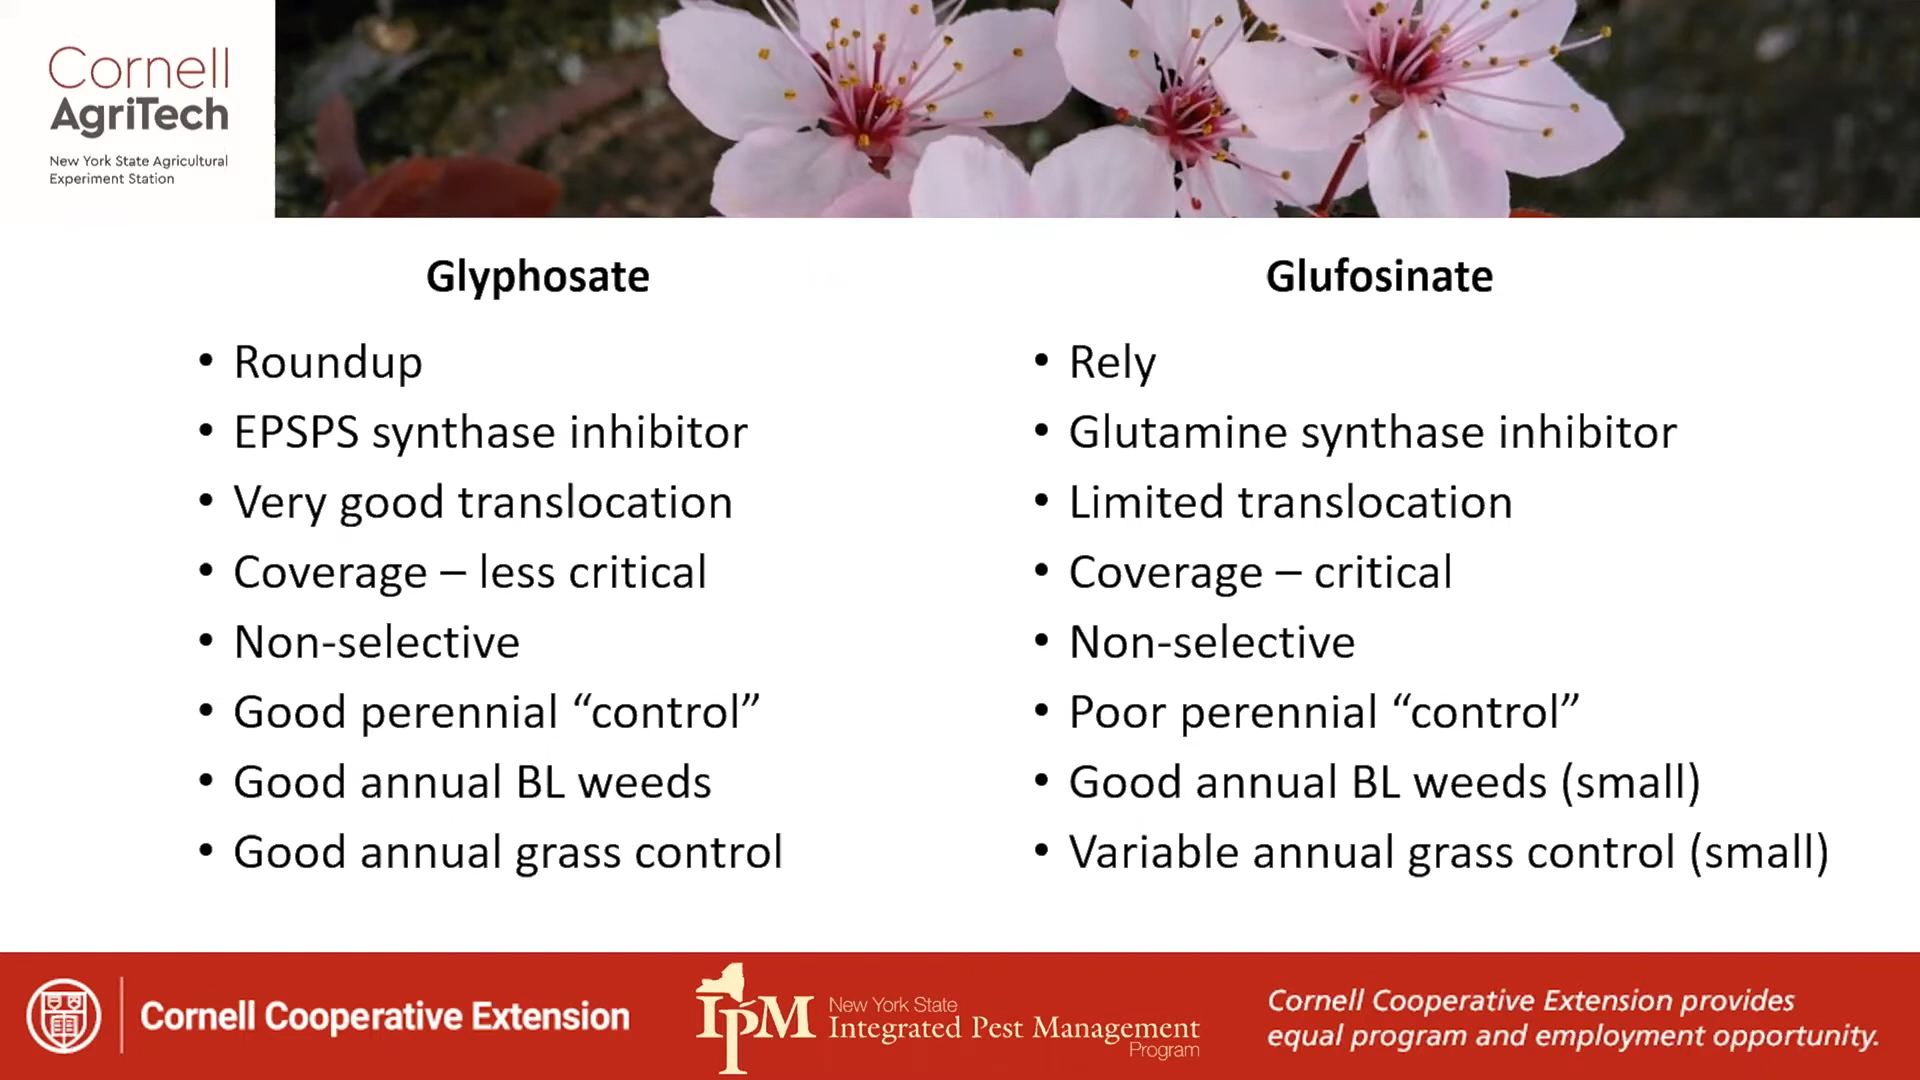 Cornell
AgriTech
New York State Agricultural
Experiment Station
Glyphosate
• Roundup
• EPSPS synthase inhibitor
• Very good translocation
• Coverage – less critical
• Non-selective
• Good perennial “control”
• Good annual BL weeds
• Good annual grass control
Glufosinate
• Rely
• Glutamine synthase inhibitor
• Limited translocation
• Coverage – critical
• Non-selective
• Poor perennial “control”
• Good annual BL weeds (small)
• Variable annual grass control (small)
Cornell Cooperative Extension
IPM
New York State
Integrated Pest Management
Program
Cornell Cooperative Extension provides
equal program and employment opportunity.